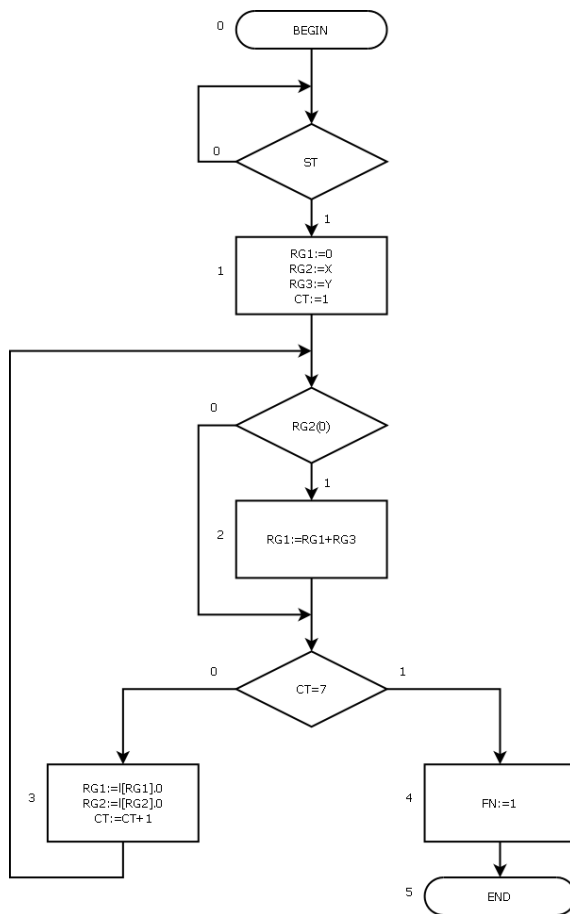 0
BEGIN
ST
0
1
1
RG1:=0
RG2:=X
RG3:=Y
CT:=1
0
RG2(0)
1
2
RG1:=RG1+RG3
0
CT=7
1
3
RG1:=l[RG1].0
RG2:=l[RG2].0
CT:=CT+1
4
FN:=1
5
END